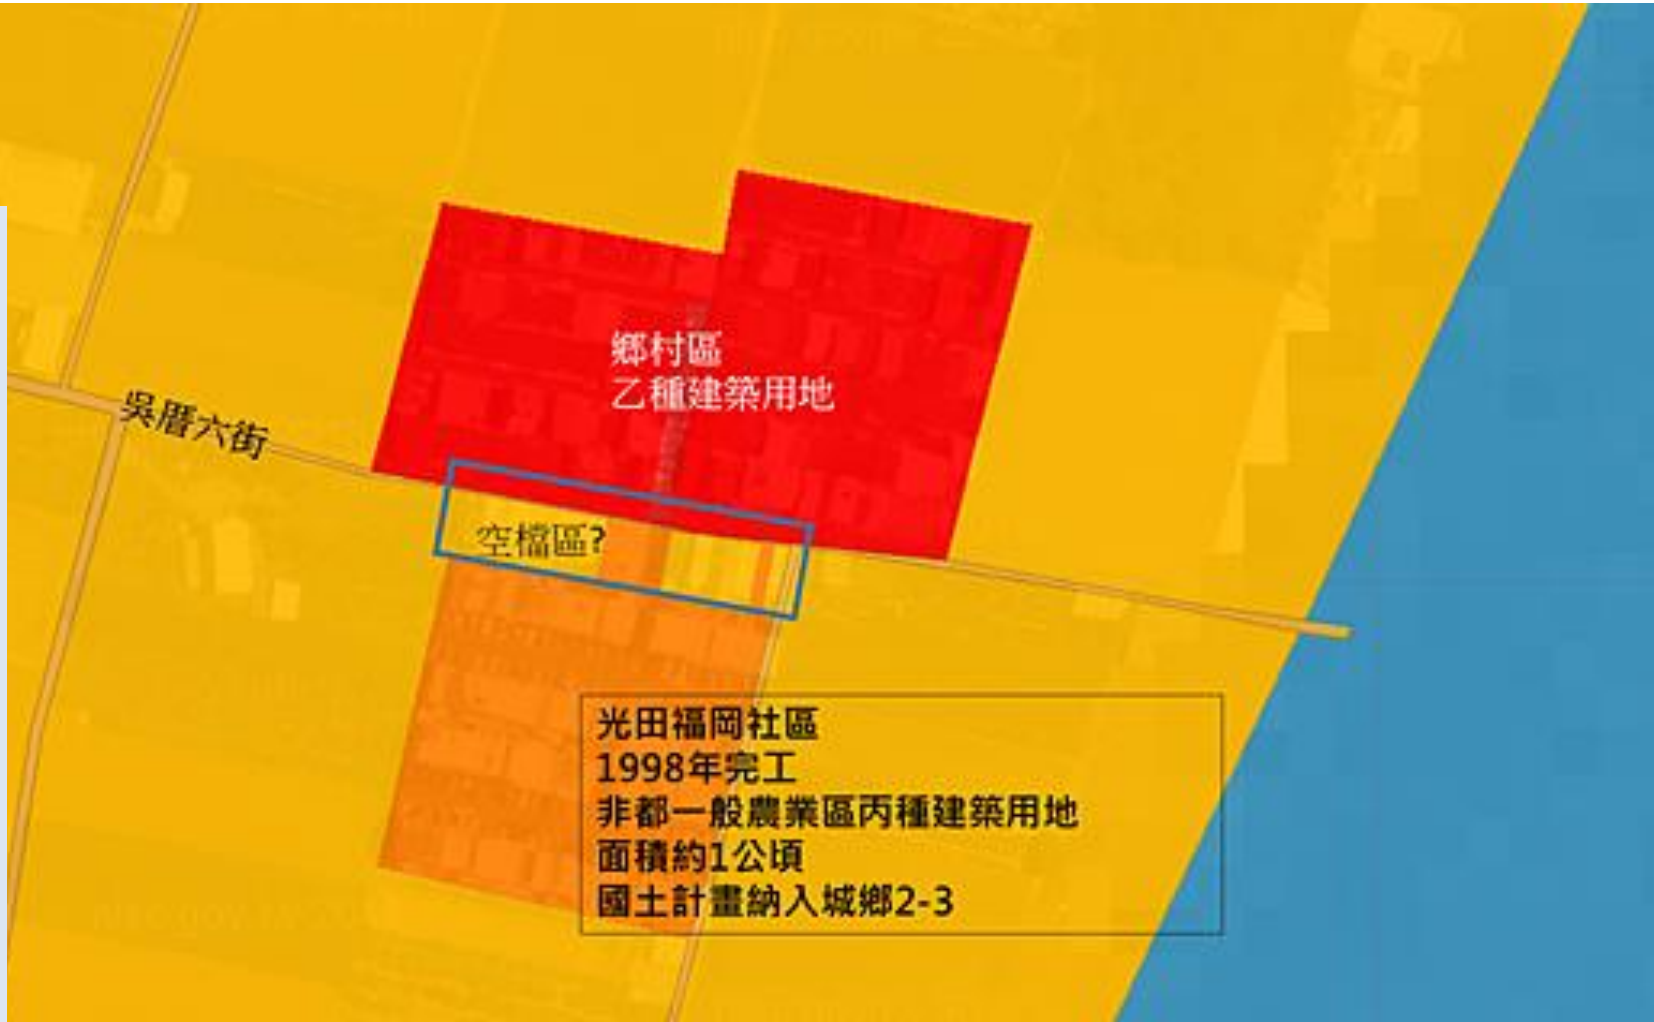 鄉村區
乙種建築用地
吳厝六街
空檔區?
光田福岡社區
1998年完工
非都一般農業區丙種建築用地
面積約1公頃
國土計畫納入城鄉2-3